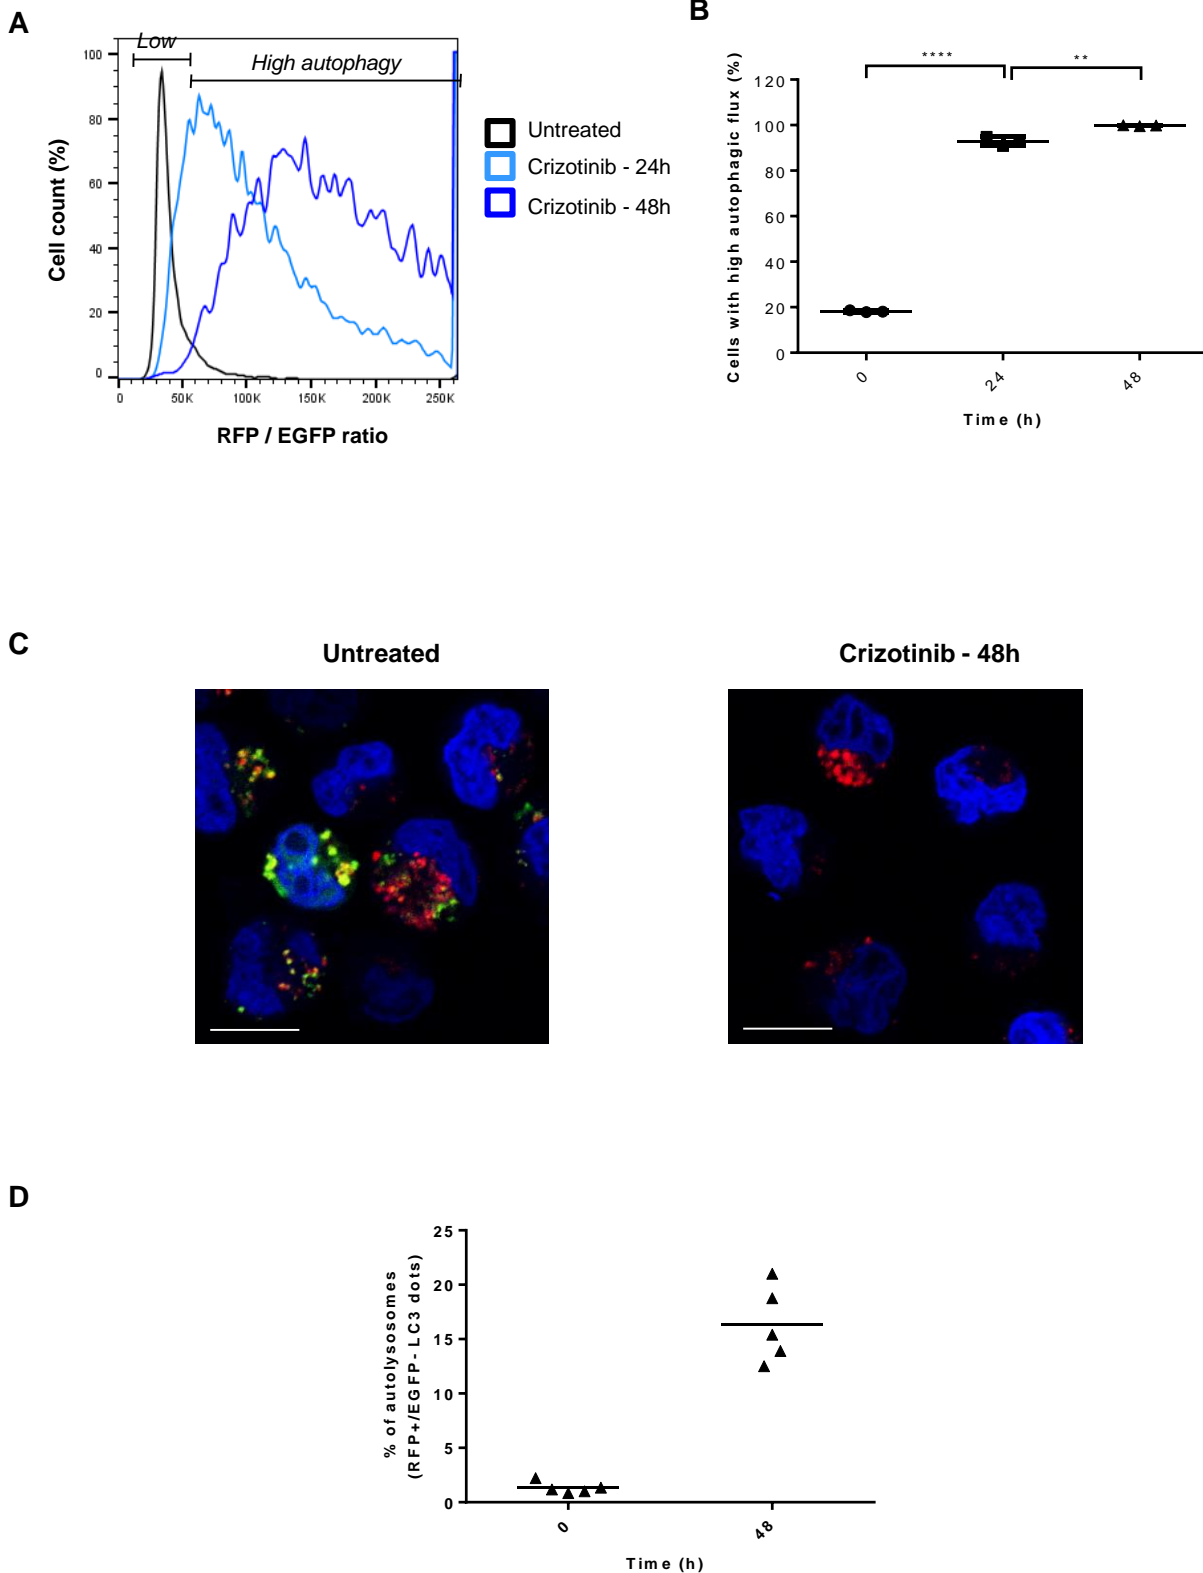 A
Low
High autophagy
100
80
60
40
20
0
0 50K 100K 150K 200K 250K
Cell count (%)
RFP / EGFP ratio
Untreated
Crizotinib - 24h
Crizotinib - 48h
B
**** **
120
100
80
60
40
20
0
Cells with high autophagic flux (%)
0 24 48
Time (h)
C
Untreated Crizotinib - 48h
D
25
20
15
10
5
0
% of autolysosomes
(RFP+/EGFP- LC3 dots)
0 48
Time (h)